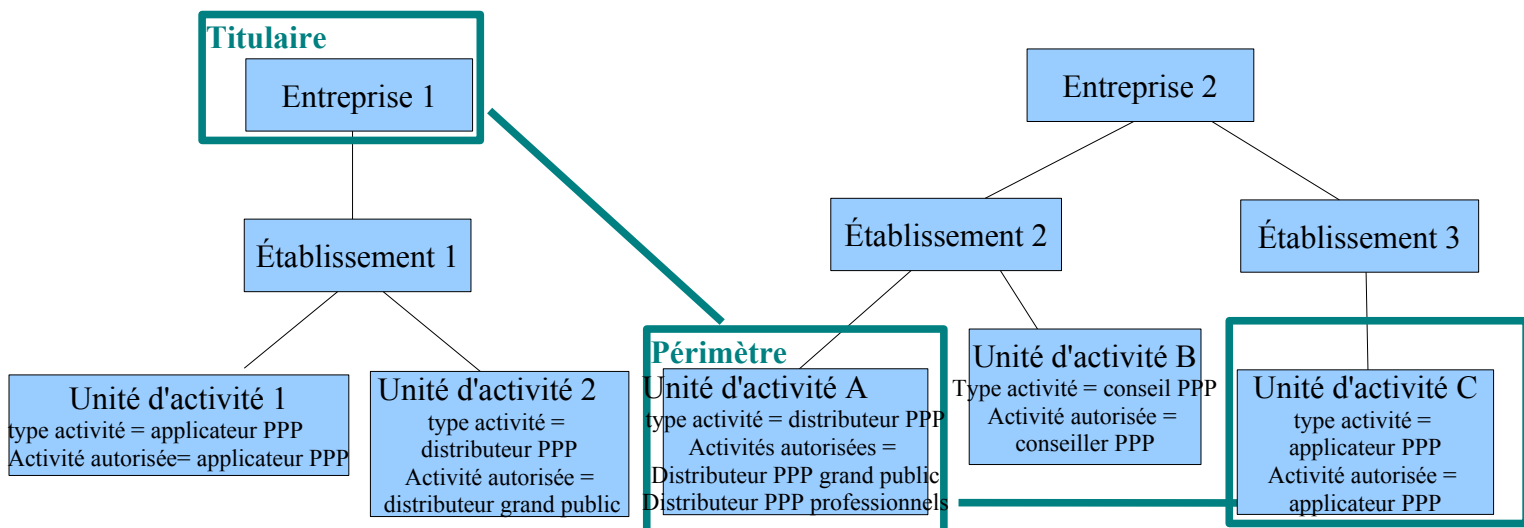 Titulaire
Entreprise 1
Entreprise 2
Établissement 1
Établissement 2
Établissement 3
Unité d'activité 1
type activité = applicateur PPP
Activité autorisée= applicateur PPP
Unité d'activité 2
type activité =
distributeur PPP
Activité autorisée =
distributeur grand public
Périmètre
Unité d'activité A
type activité = distributeur PPP
Activités autorisées =
Distributeur PPP grand public
Distributeur PPP professionnels
Unité d'activité B
Type activité = conseil PPP
Activité autorisée =
conseiller PPP
Unité d'activité C
type activité =
applicateur PPP
Activité autorisée =
applicateur PPP